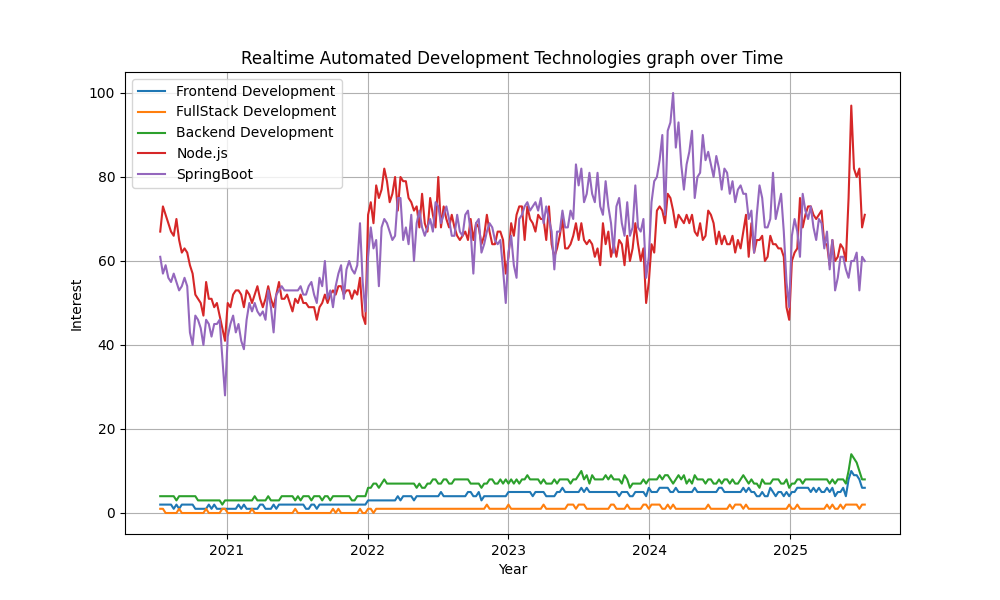 Realtime Automated Development Technologies graph over Time
100
80
60
40
20
0
Interest
Frontend Development
FullStack Development
Backend Development
Node.js
SpringBoot
2021
2022
2023
2024
2025
Year